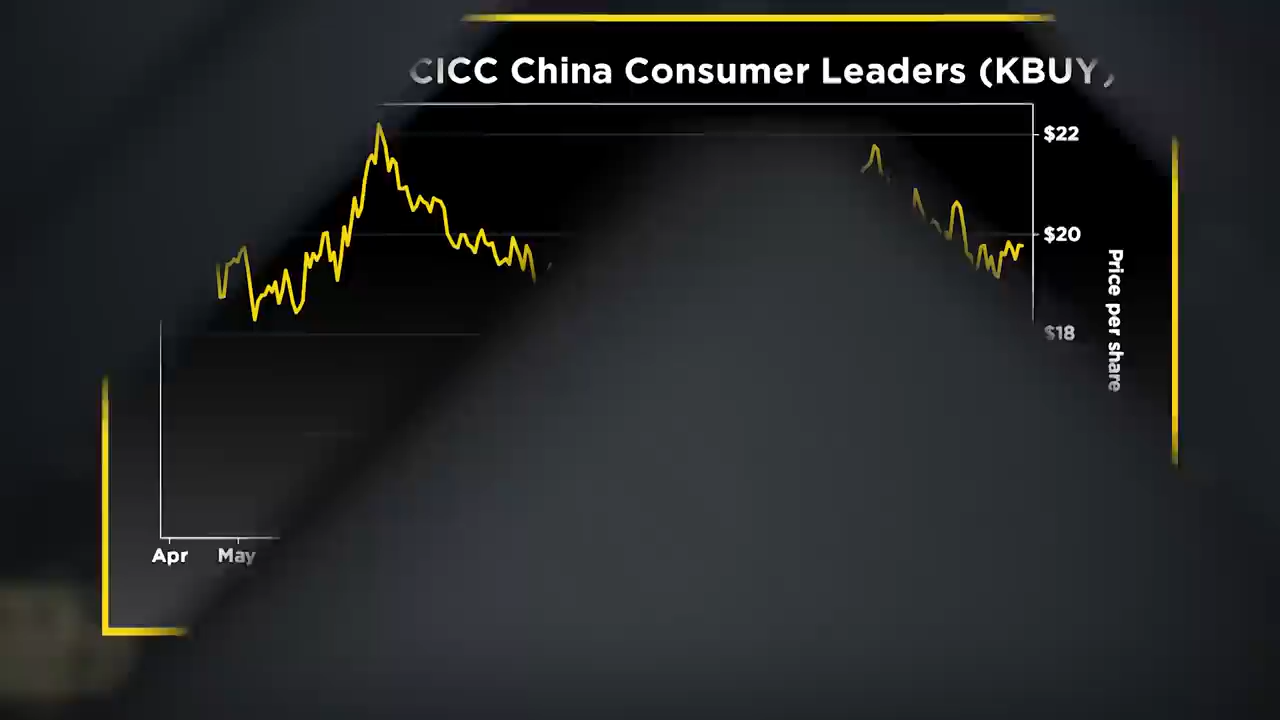 CICC China Consumer Leaders (KBUY)
$22
$20
$18
Price per share
Apr May